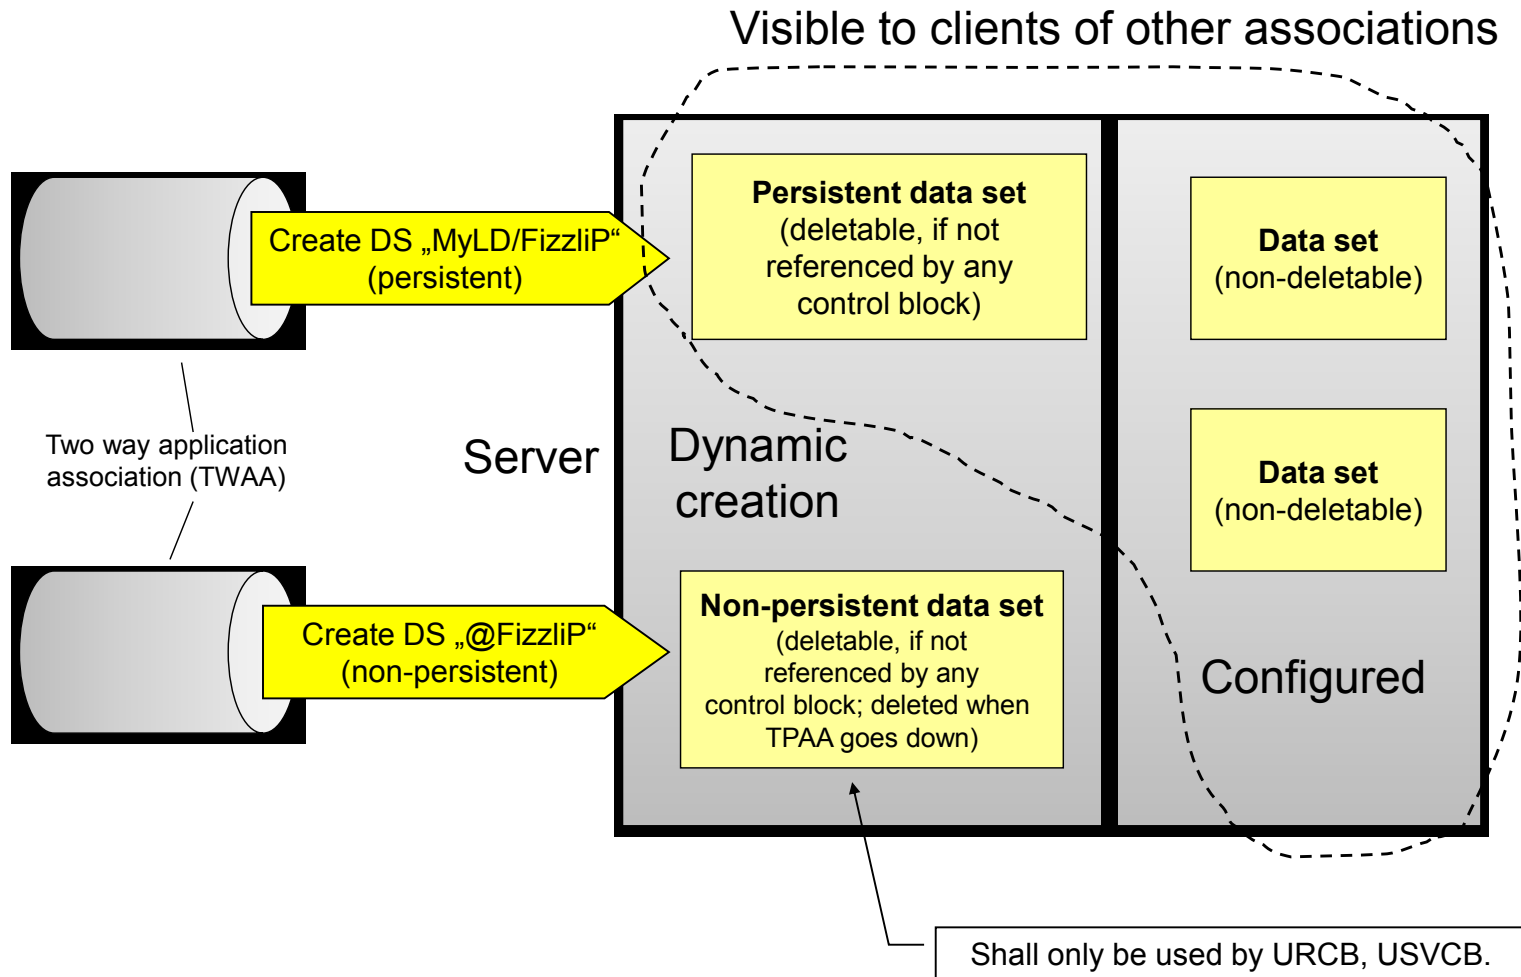 Visible to clients of other associations
Create DS „MyLD/FizzliP“
(persistent)
Persistent data set
(deletable, if not
referenced by any
control block)
Data set
(non-deletable)
Two way application
association (TWAA)
Server
Dynamic
creation
Data set
(non-deletable)
Create DS „@FizzliP“
(non-persistent)
Non-persistent data set
(deletable, if not
referenced by any
control block; deleted when
TPAA goes down)
Configured
Shall only be used by URCB, USVCB.